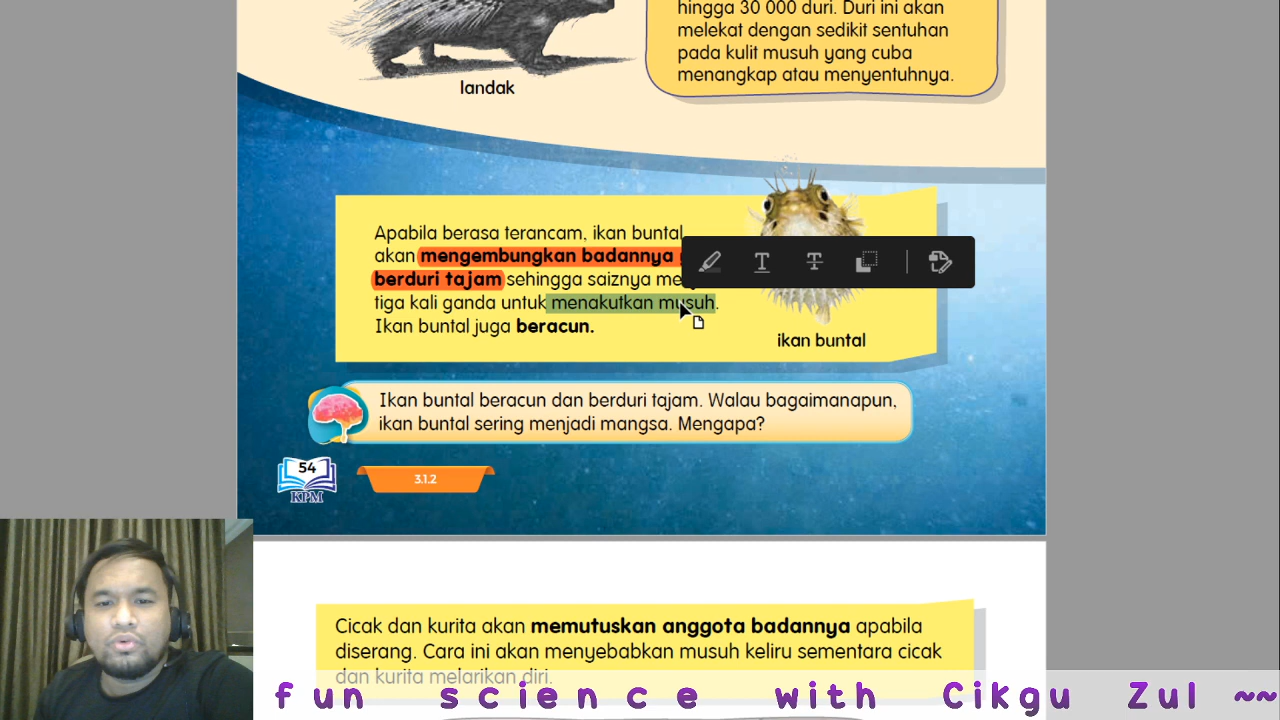 hingga 30 000 duri. Duri ini akan
melekat dengan sedikit sentuhan
pada kulit musuh yang cuba
menangkap atau menyentuhnya.
landak
Apabila berasa terancam, ikan buntal
akan mengembungkan badannya
berduri tajam sehingga saiznya
tiga kali ganda untuk menakutkan musuh.
Ikan buntal juga beracun.
ikan buntal
Ikan buntal beracun dan berduri tajam. Walau bagaimanapun,
ikan buntal sering menjadi mangsa. Mengapa?
54
KPM
3.1.2
Cicak dan kurita akan memutuskan anggota badannya apabila
diserang. Cara ini akan menyebabkan musuh keliru sementara cicak
dan kurita melarikan diri.
fun science with Cikgu Zul ~~